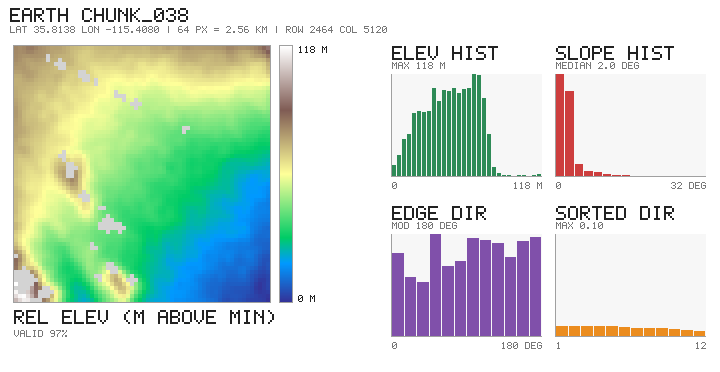 EARTH CHUNK_038
LAT 35.8138 LON -115.4080 | 64 PX = 2.56 KM | ROW 2464 COL 5120
118 M
0 M
REL ELEV (M ABOVE MIN)
VALID 97%
ELEV HIST
MAX 118 M
0 118 M
SLOPE HIST
MEDIAN 2.0 DEG
0 32 DEG
EDGE DIR
MOD 180 DEG
0 180 DEG
SORTED DIR
MAX 0.10
1 12